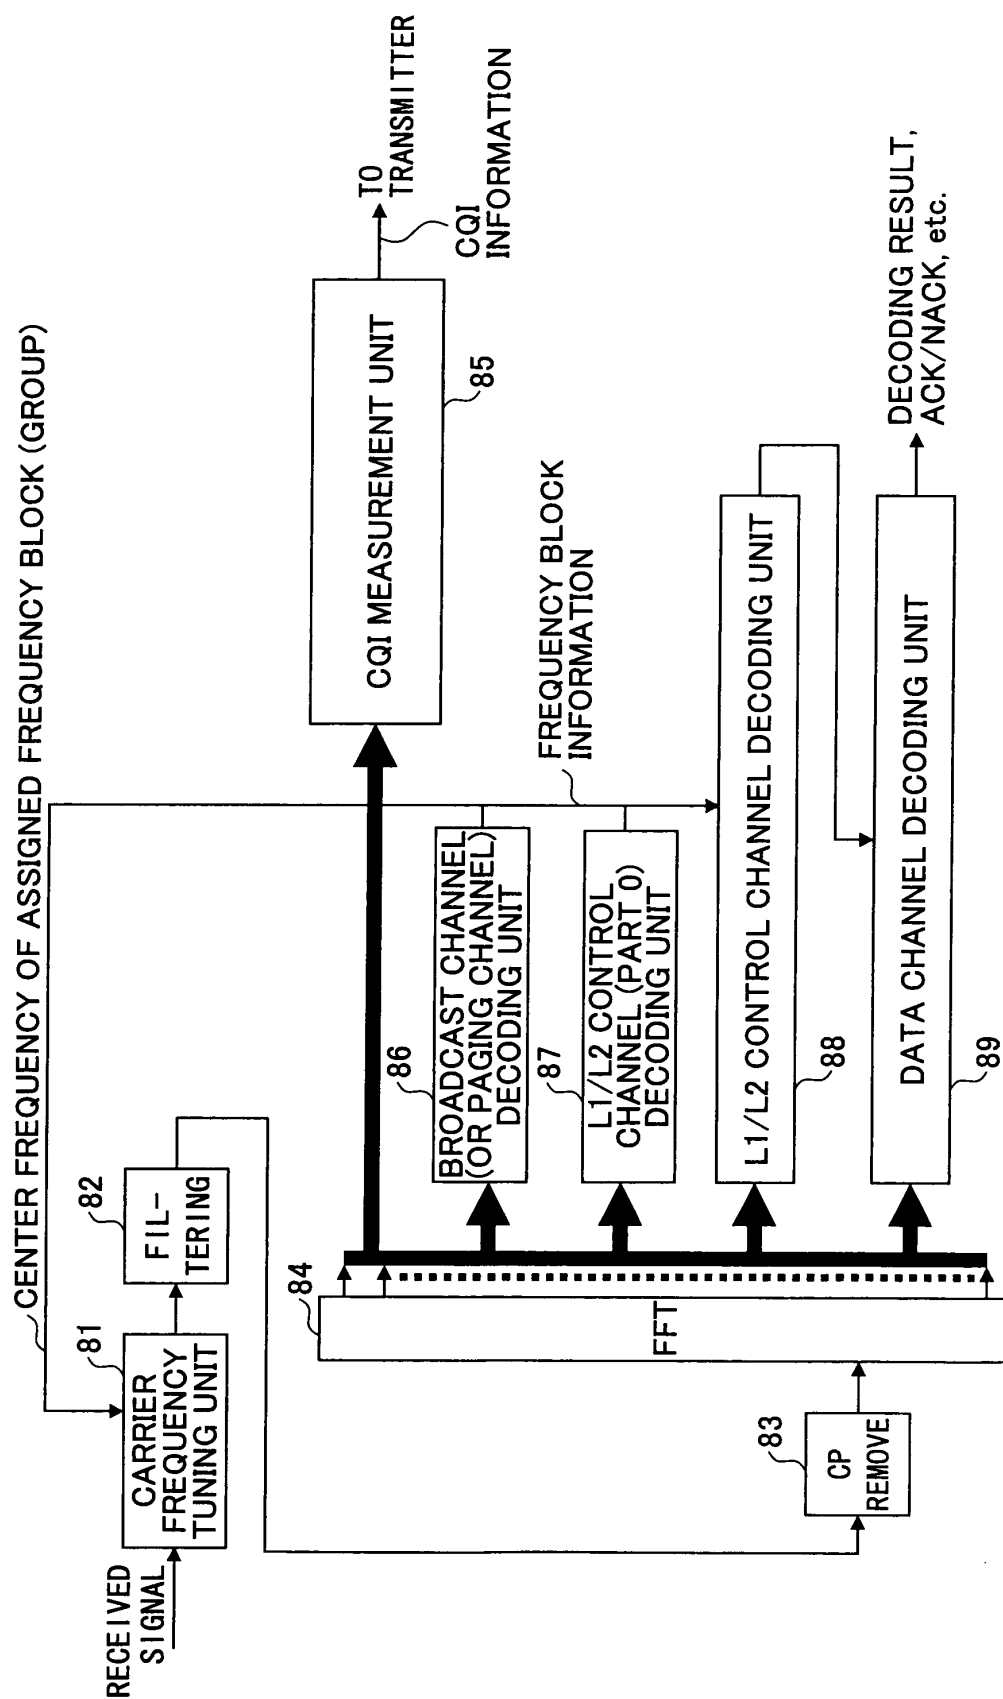 CENTER FREQUENCY OF ASSIGNED FREQUENCY BLOCK (GROUP)
RECEIVED
SIGNAL
81
CARRIER
FREQUENCY
TUNING UNIT
82
FIL-
TERING
83
CP
REMOVE
84
FFT
CQI MEASUREMENT UNIT
85
TO
TRANSMITTER
CQI
INFORMATION
86
BROADCAST CHANNEL
(OR PAGING CHANNEL)
DECODING UNIT
87
L1/L2 CONTROL
CHANNEL (PART 0)
DECODING UNIT
FREQUENCY BLOCK
INFORMATION
L1/L2 CONTROL CHANNEL DECODING UNIT
88
DATA CHANNEL DECODING UNIT
89
DECODING RESULT,
ACK/NACK, etc.